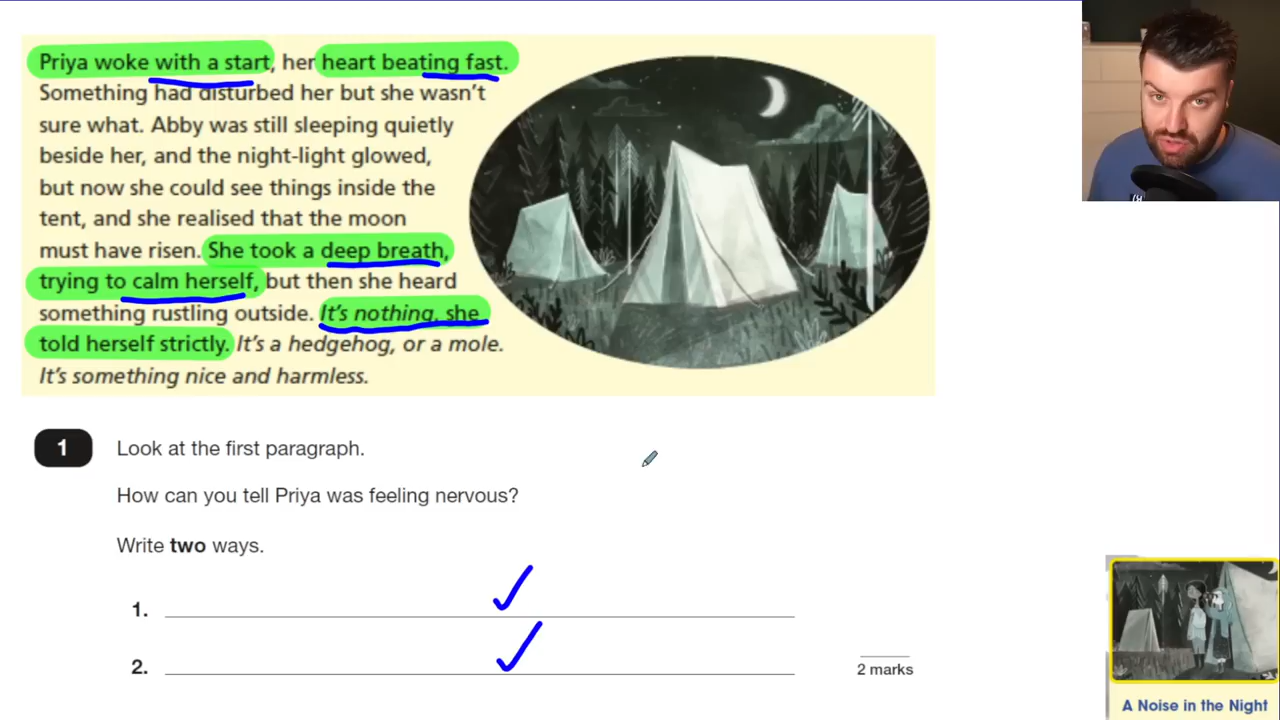 Priya woke with a start, her heart beating fast.
Something had disturbed her but she wasn't
sure what. Abby was still sleeping quietly
beside her, and the night-light glowed,
but now she could see things inside the
tent, and she realised that the moon
must have risen. She took a deep breath,
trying to calm herself, but then she heard
something rustling outside. It's nothing, she
told herself strictly. It's a hedgehog, or a mole.
It's something nice and harmless.
1 Look at the first paragraph.
How can you tell Priya was feeling nervous?
Write two ways.
1.
2.
2 marks
A Noise in the Night